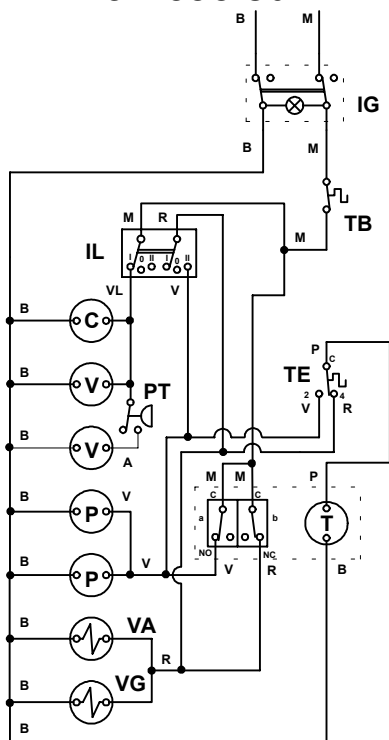 B M
IG
B M
TB
M R M
IL
I 0 II I 0 II
VL V
B C
P C
B V PT TE
2 4
V R
B V
A
M M P
B P V C C
a b T
NO NC
B P V V R B
B VA
R
B VG
B